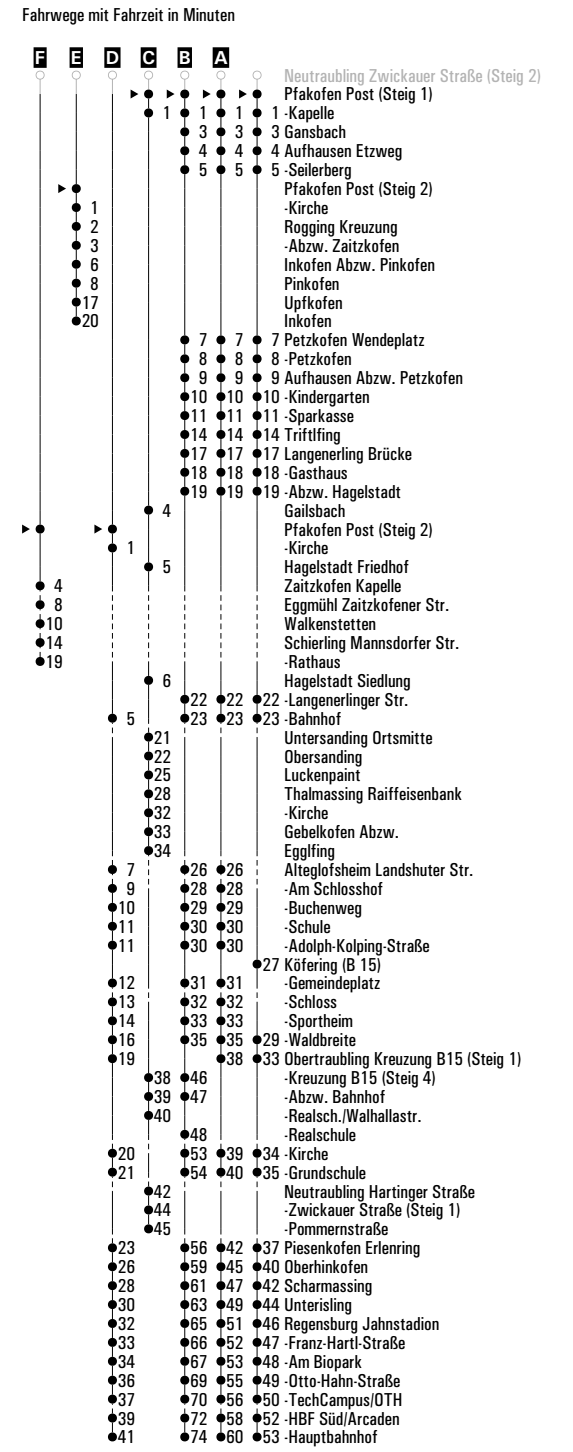 Fahrwege mit Fahrzeit in Minuten
F E D C B A
Neutraubling Zwickauer Straße (Steig 2)
Pfakofen Post (Steig 1)
1 1 1 1 -Kapelle
3 3 3 Gansbach
4 4 4 Aufhausen Etzweg
5 5 5 -Seilerberg
Pfakofen Post (Steig 2)
1 -Kirche
2 Rogging Kreuzung
3 -Abzw. Zaitzkofen
6 Inkofen Abzw. Pinkofen
8 Pinkofen
17 Upfkofen
20 Inkofen
7 7 7 Petzkofen Wendeplatz
8 8 8 -Petzkofen
9 9 9 Aufhausen Abzw. Petzkofen
10 10 10 -Kindergarten
11 11 11 -Sparkasse
14 14 14 Triftlfing
17 17 17 Langenerling Brücke
18 18 18 -Gasthaus
19 19 19 -Abzw. Hagelstadt
4 Gailsbach
Pfakofen Post (Steig 2)
1 -Kirche
5 Hagelstadt Friedhof
4 Zaitzkofen Kapelle
8 Eggmühl Zaitzkofener Str.
10 Walkenstetten
14 Schierling Mannsdorfer Str.
19 -Rathaus
6 Hagelstadt Siedlung
22 22 22 -Langenerlinger Str.
5 23 23 23 -Bahnhof
21 Untersanding Ortsmitte
22 Obersanding
25 Luckenpaint
28 Thalmassing Raiffeisenbank
32 -Kirche
33 Gebelkofen Abzw.
34 Egglfing
7 26 26 Alteglofsheim Landshuter Str.
9 28 28 -Am Schlosshof
10 29 29 -Buchenweg
11 30 30 -Schule
11 30 30 -Adolph-Kolping-Straße
27 Köfering (B 15)
12 31 31 -Gemeindeplatz
13 32 32 -Schloss
14 33 33 -Sportheim
16 35 35 29 -Waldbreite
19 38 33 Obertraubling Kreuzung B15 (Steig 1)
38 46 -Kreuzung B15 (Steig 4)
39 47 -Abzw. Bahnhof
40 -Realsch./Walhallastr.
48 -Realschule
20 53 39 34 -Kirche
21 54 40 35 -Grundschule
42 Neutraubling Hartinger Straße
44 -Zwickauer Straße (Steig 1)
45 -Pommernstraße
23 56 42 37 Piesenkofen Erlenring
26 59 45 40 Oberhinkofen
28 61 47 42 Scharmassing
30 63 49 44 Unterisling
32 65 51 46 Regensburg Jahnstadion
33 66 52 47 -Franz-Hartl-Straße
34 67 53 48 -Am Biopark
36 69 55 49 -Otto-Hahn-Straße
37 70 56 50 -TechCampus/OTH
39 72 58 52 -HBF Süd/Arcaden
41 74 60 53 -Hauptbahnhof